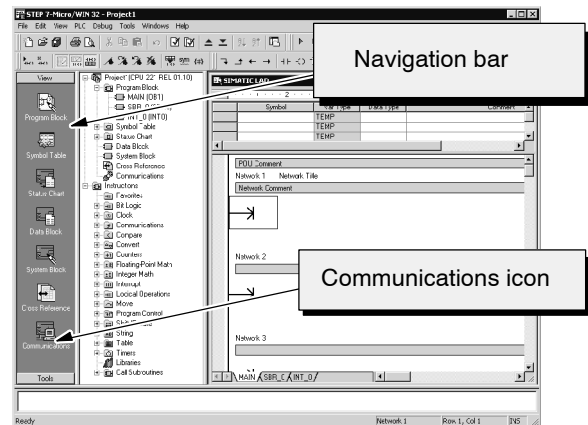 STEP 7-Micro/WIN 32 - Project1
File Edit View PLC Debug Tools Windows Help
View
Program Block
Symbol Table
Status Chart
Data Block
System Block
Cross Reference
Communications
Tools
Project1 (CPU 221 REL 01.10)
Program Block
MAIN (OB1)
INT_0 (INT0)
Symbol Table
Status Chart
Data Block
System Block
Cross Reference
Communications
Instructions
Favorites
Bit Logic
Clock
Communications
Compare
Convert
Counters
Floating-Point Math
Integer Math
Interrupt
Logical Operations
Move
Program Control
String
Table
Timers
Libraries
Call Subroutines
SIMATIC LAD
Symbol Var Type Data Type Comment
TEMP
TEMP
TEMP
POU Comment
Network 1 Network Title
Network Comment
Network 2
Network 3
MAIN SBR_0 INT_0
Ready
Network 1 Row 1, Col 1 INS
Navigation bar
Communications icon